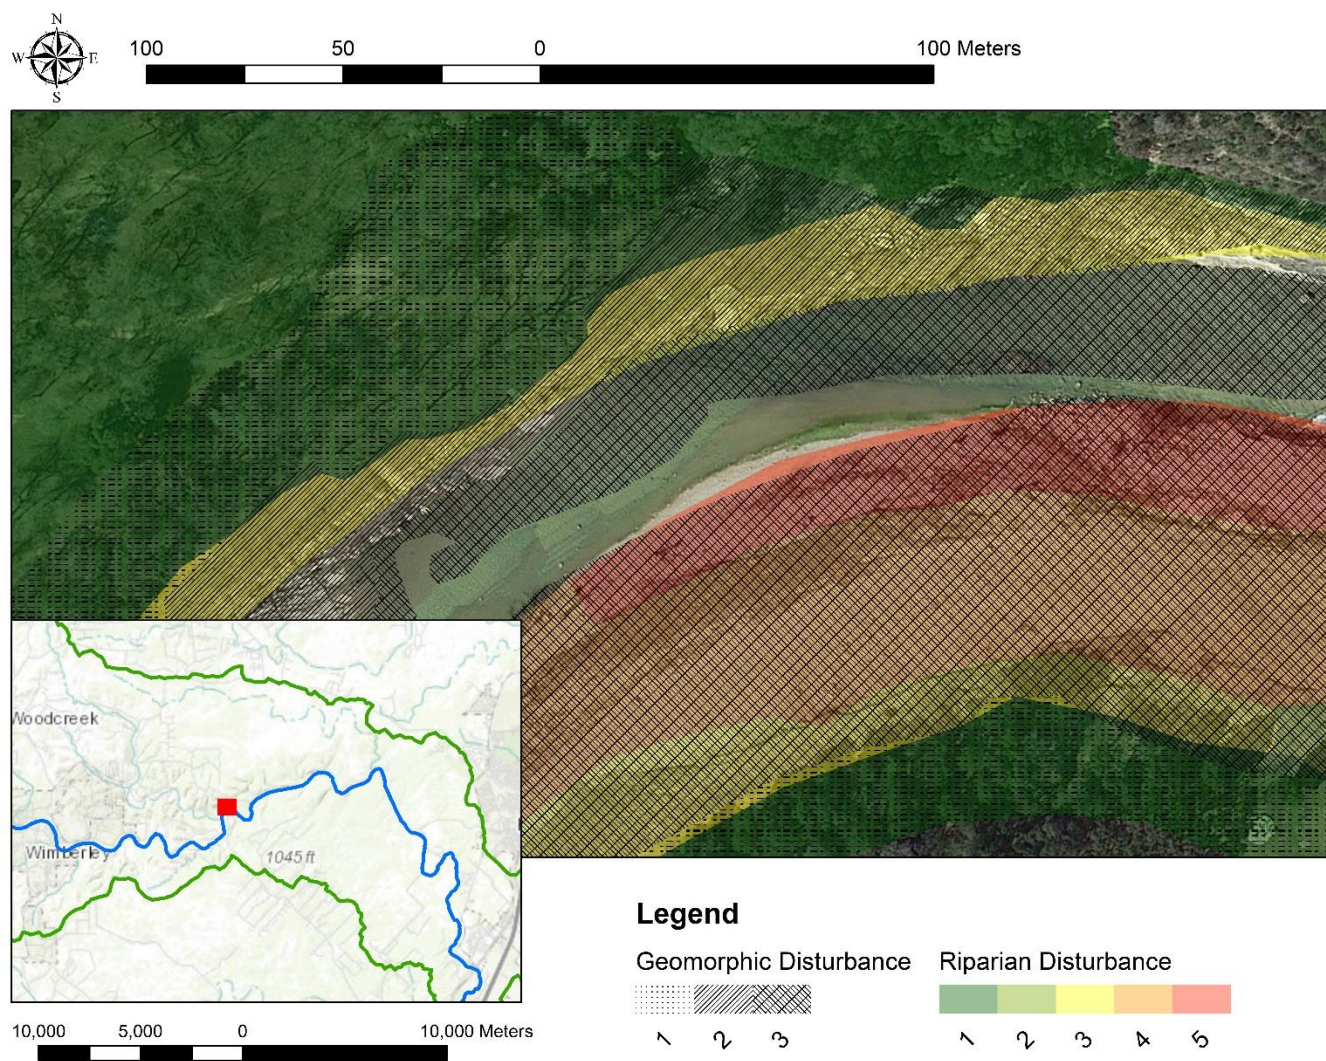 N
W E
S
100 50 0 100 Meters
Woodcreek
Wimberley
1045 ft
10,000 5,000 0 10,000 Meters
Legend
Geomorphic Disturbance Riparian Disturbance
1 2 3 1 2 3 4 5